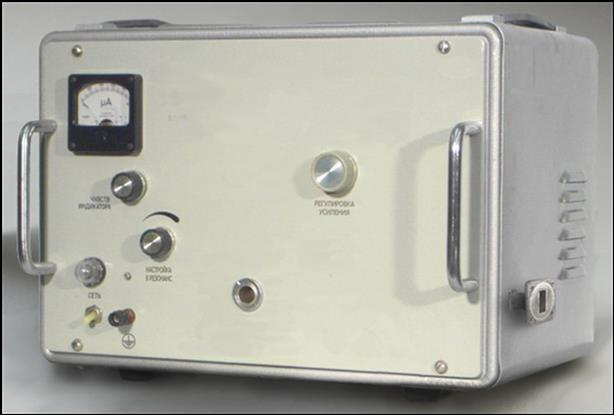 μA
ЧУВСТВ
ИНДИКАТОРА
РЕГУЛИРОВКА
УСИЛЕНИЯ
НАСТРОЙКА
В РЕЗОНАНС
СЕТЬ